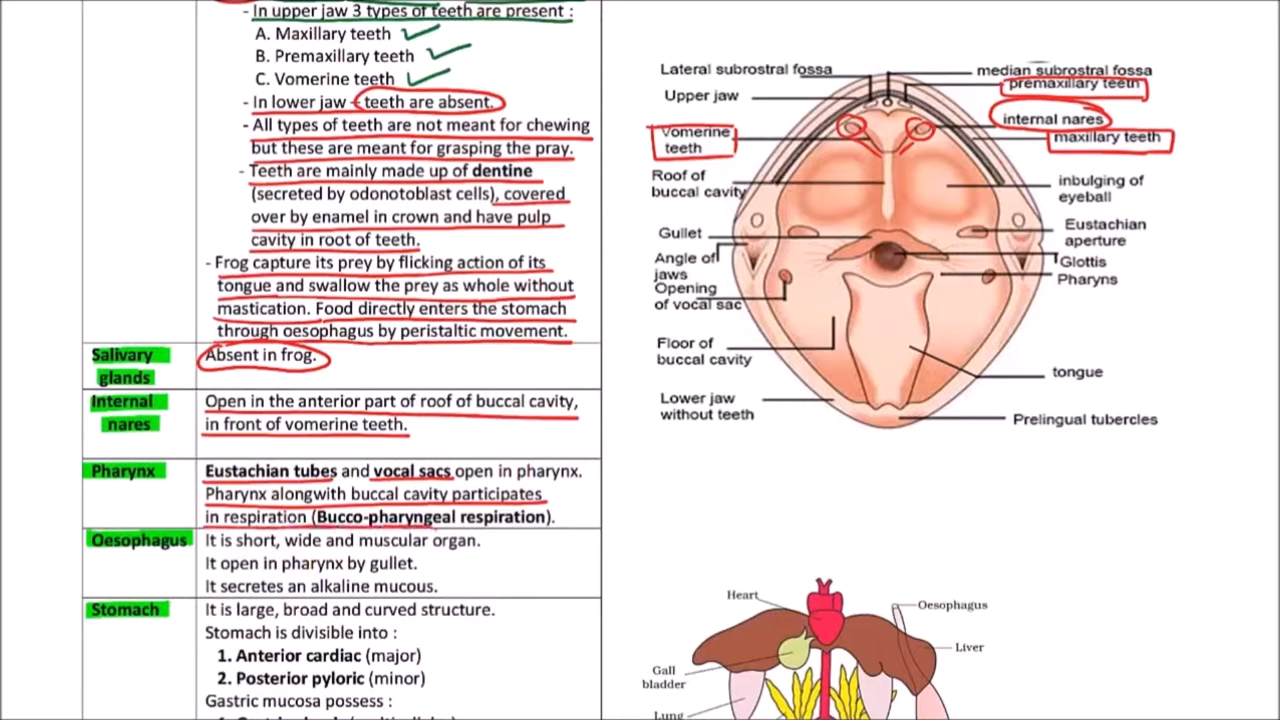 - In upper jaw 3 types of teeth are present :
A. Maxillary teeth
B. Premaxillary teeth
C. Vomerine teeth
- In lower jaw - teeth are absent.
- All types of teeth are not meant for chewing
but these are meant for grasping the pray.
- Teeth are mainly made up of dentine
(secreted by odonotoblast cells), covered
over by enamel in crown and have pulp
cavity in root of teeth.
- Frog capture its prey by flicking action of its
tongue and swallow the prey as whole without
mastication. Food directly enters the stomach
through oesophagus by peristaltic movement.
Salivary
glands
Absent in frog.
Internal
nares
Open in the anterior part of roof of buccal cavity,
in front of vomerine teeth.
Pharynx
Eustachian tubes and vocal sacs open in pharynx.
Pharynx alongwith buccal cavity participates
in respiration (Bucco-pharyngeal respiration).
Oesophagus
It is short, wide and muscular organ.
It open in pharynx by gullet.
It secretes an alkaline mucous.
Stomach
It is large, broad and curved structure.
Stomach is divisible into :
1. Anterior cardiac (major)
2. Posterior pyloric (minor)
Gastric mucosa possess :
Lateral subrostral fossa
Upper jaw
vomerine
teeth
Roof of
buccal cavity
Gullet
Angle of
jaws
Opening
of vocal sac
Floor of
buccal cavity
Lower jaw
without teeth
median subrostral fossa
premaxillary teeth
internal nares
maxillary teeth
inbulging of
eyeball
Eustachian
aperture
Glottis
Pharyns
tongue
Prelingual tubercles
Heart
Oesophagus
Liver
Gall
bladder
Lung